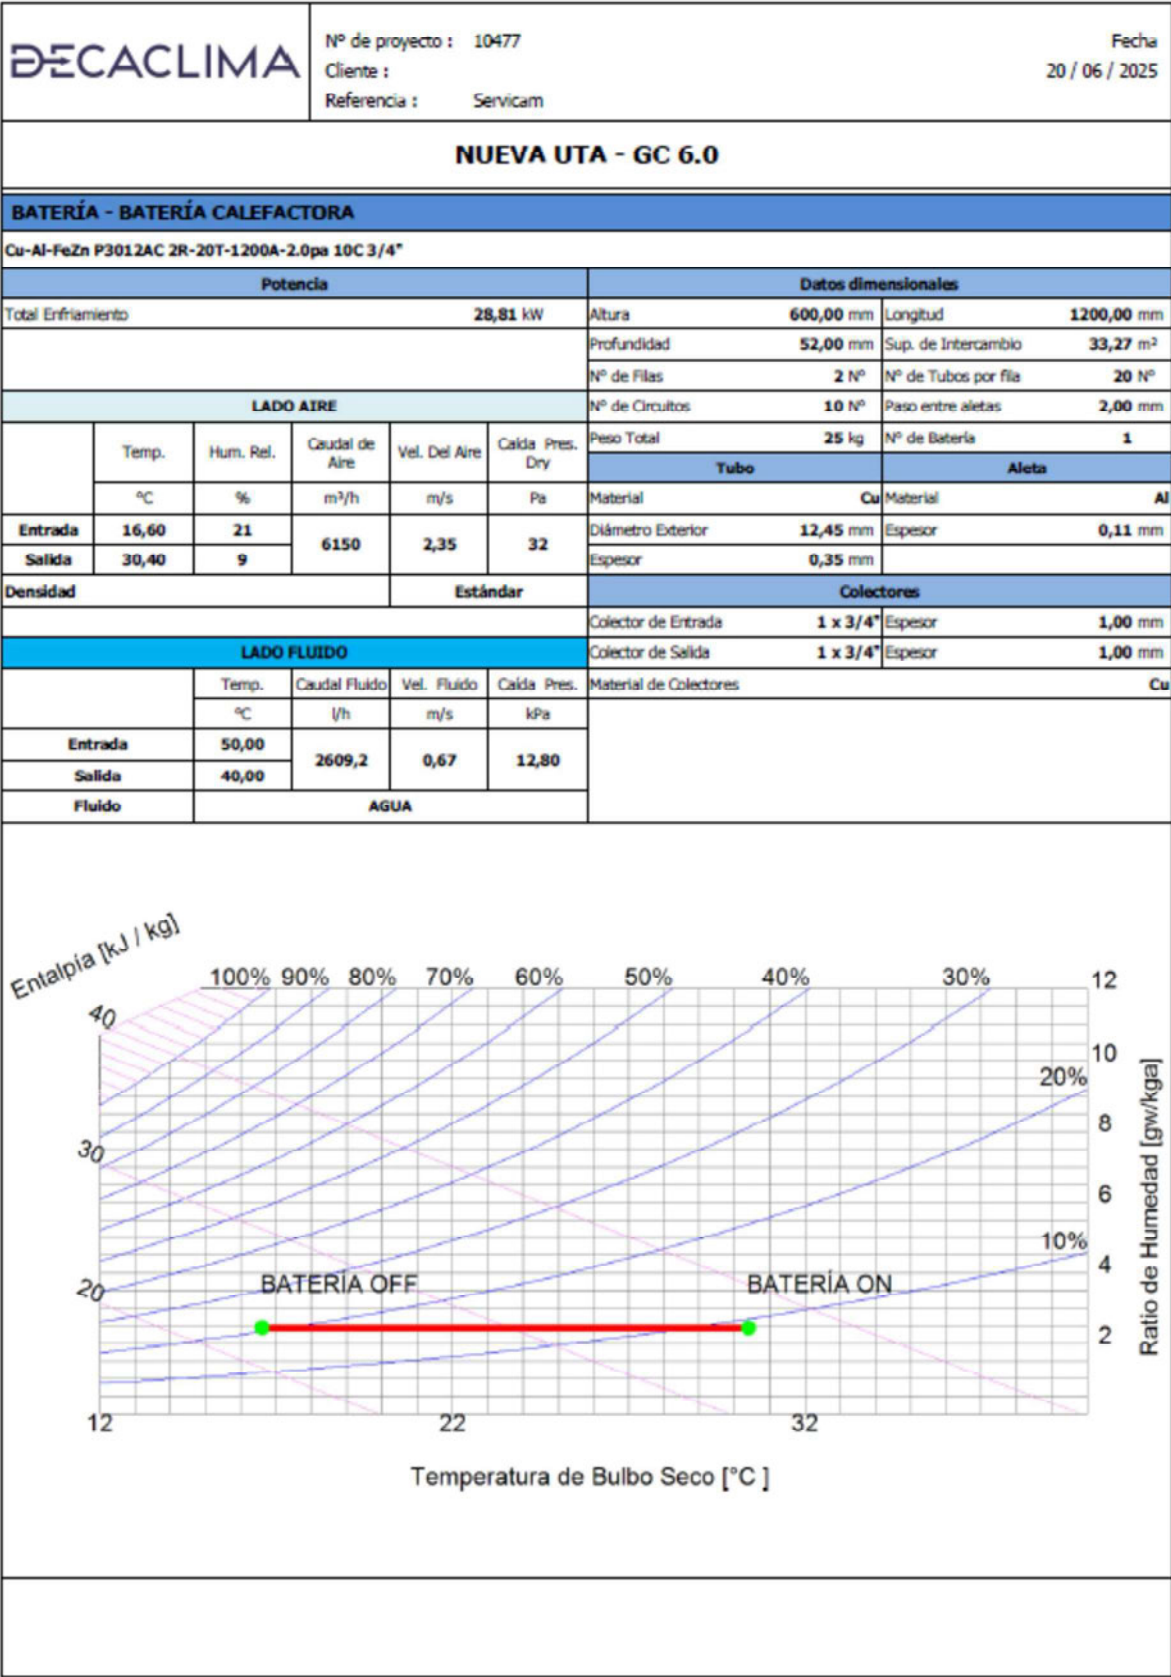 DECACLIMA
Nº de proyecto : 10477
Cliente :
Referencia : Servicam
Fecha
20 / 06 / 2025
NUEVA UTA - GC 6.0
BATERÍA - BATERÍA CALEFACTORA
Cu-Al-FeZn P3012AC 2R-20T-1200A-2.0pa 10C 3/4"
Potencia
Total Enfriamiento 28,81 kW
LADO AIRE
Temp. Hum. Rel. Caudal de Aire Vel. Del Aire Caída Pres. Dry
ºC % m³/h m/s Pa
Entrada 16,60 21 6150 2,35 32
Salida 30,40 9
Densidad Estándar
LADO FLUIDO
Temp. Caudal Fluido Vel. Fluido Caída Pres.
ºC l/h m/s kPa
Entrada 50,00 2609,2 0,67 12,80
Salida 40,00
Fluido AGUA
Datos dimensionales
Altura 600,00 mm Longitud 1200,00 mm
Profundidad 52,00 mm Sup. de Intercambio 33,27 m²
Nº de Filas 2 Nº Nº de Tubos por fila 20 Nº
Nº de Circuitos 10 Nº Paso entre aletas 2,00 mm
Peso Total 25 kg Nº de Batería 1
Tubo Aleta
Material Cu Material Al
Diámetro Exterior 12,45 mm Espesor 0,11 mm
Espesor 0,35 mm
Colectores
Colector de Entrada 1 x 3/4" Espesor 1,00 mm
Colector de Salida 1 x 3/4" Espesor 1,00 mm
Material de Colectores Cu
Entalpía [kJ / kg]
100% 90% 80% 70% 60% 50% 40% 30% 12
40
10
20%
8
30
6
10%
4
20
BATERÍA OFF BATERÍA ON
2
12 22 32
Ratio de Humedad [gw/kga]
Temperatura de Bulbo Seco [°C ]